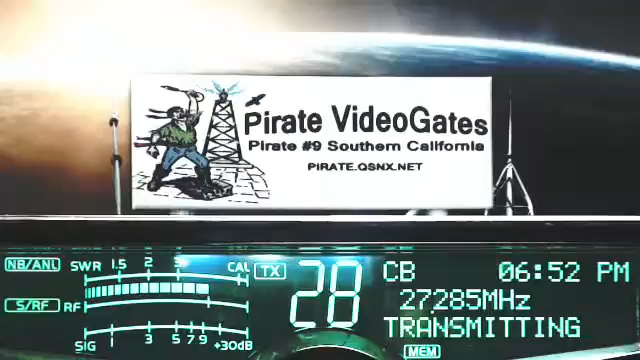 Pirate VideoGates
Pirate #9 Southern California
PIRATE.QSNX.NET
NB/ANL SWR 1.5 2 3 CAL TX 28 CB 06:52 PM
S/RF RF 27285MHz
SIG 1 3 5 7 9 +30dB TRANSMITTING
MEM